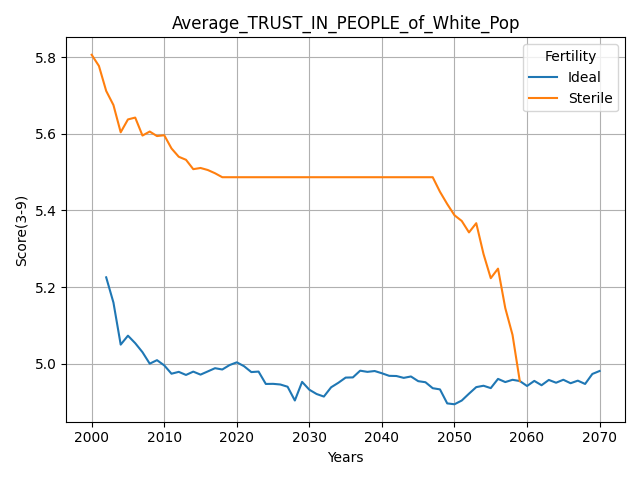 Average_TRUST_IN_PEOPLE_of_White_Pop
Fertility
Ideal
Sterile
Score(3-9)
5.8
5.6
5.4
5.2
5.0
2000 2010 2020 2030 2040 2050 2060 2070
Years